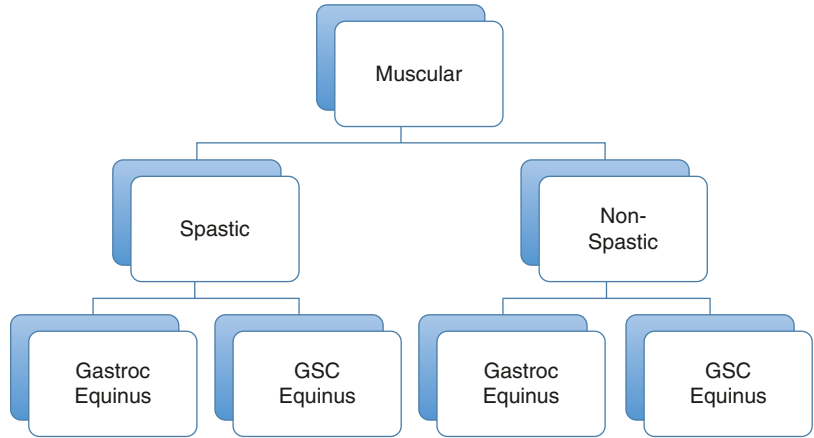 Muscular
Spastic
Non-
Spastic
Gastroc
Equinus
GSC
Equinus
Gastroc
Equinus
GSC
Equinus